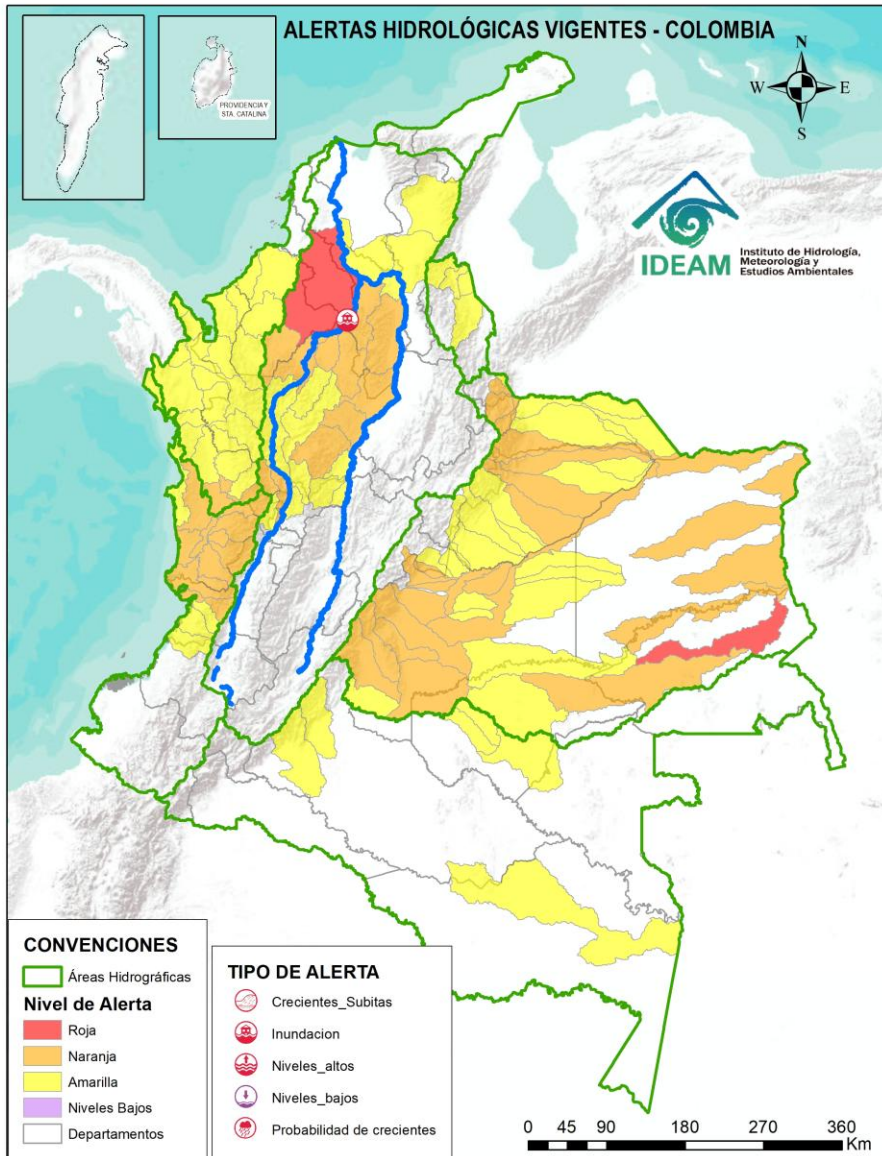 ALERTAS HIDROLÓGICAS VIGENTES - COLOMBIA
PROVIDENCIA Y
STA. CATALINA
N
W
E
S
IDEAM
Instituto de Hidrología,
Meteorología y
Estudios Ambientales
CONVENCIONES
Áreas Hidrográficas
Nivel de Alerta
Roja
Naranja
Amarilla
Niveles Bajos
Departamentos
TIPO DE ALERTA
Crecientes_Subitas
Inundacion
Niveles_altos
Niveles_bajos
Probabilidad de crecientes
0 45 90 180 270 360
Km